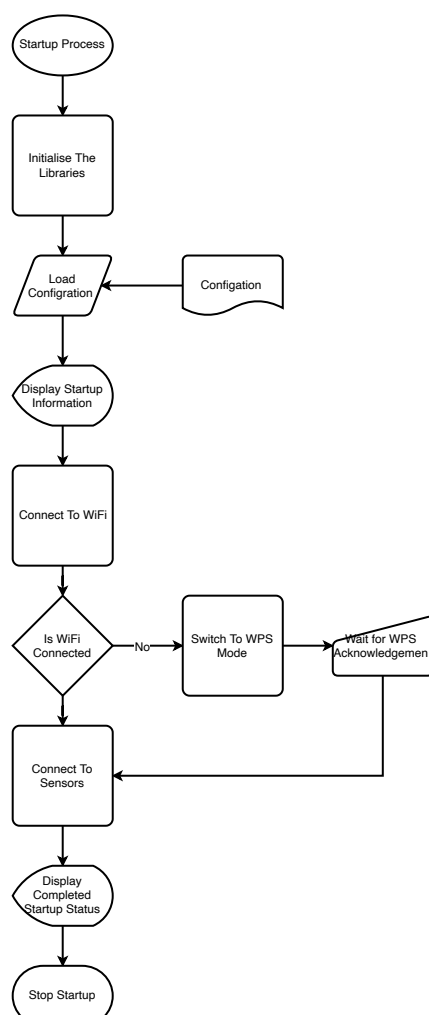 Startup Process
Initialise The
Libraries
Load
Configration
Configation
Display Startup
Information
Connect To WiFi
Is WiFi
Connected
No
Switch To WPS
Mode
Wait for WPS
Acknowledgemen
Connect To
Sensors
Display
Completed
Startup Status
Stop Startup